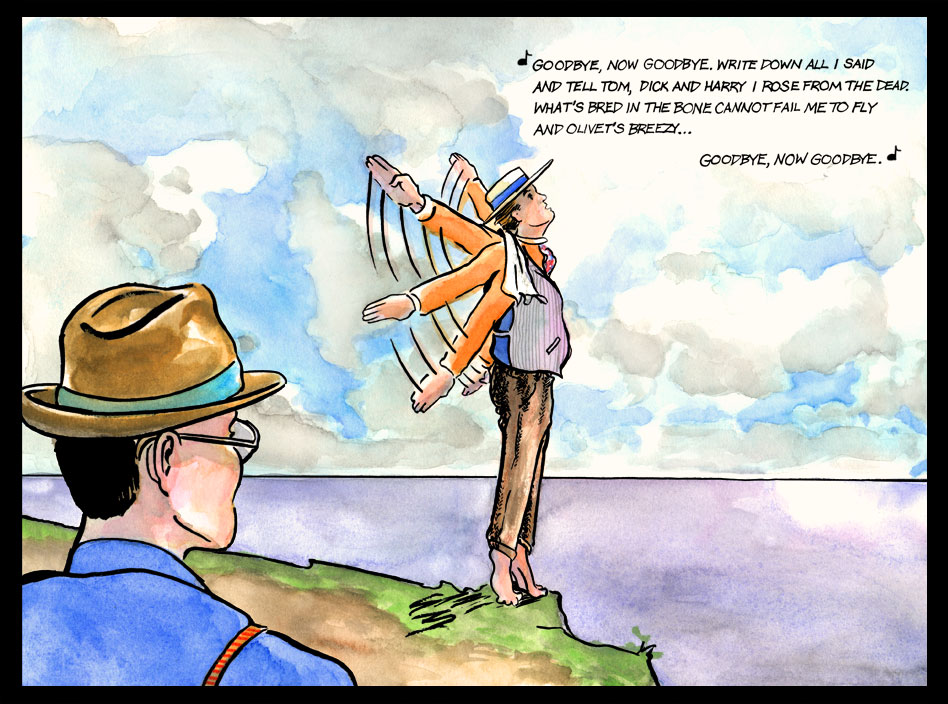 GOODBYE, NOW GOODBYE. WRITE DOWN ALL I SAID
AND TELL TOM, DICK AND HARRY I ROSE FROM THE DEAD.
WHAT'S BRED IN THE BONE CANNOT FAIL ME TO FLY
AND OLIVET'S BREEZY...
GOODBYE, NOW GOODBYE.